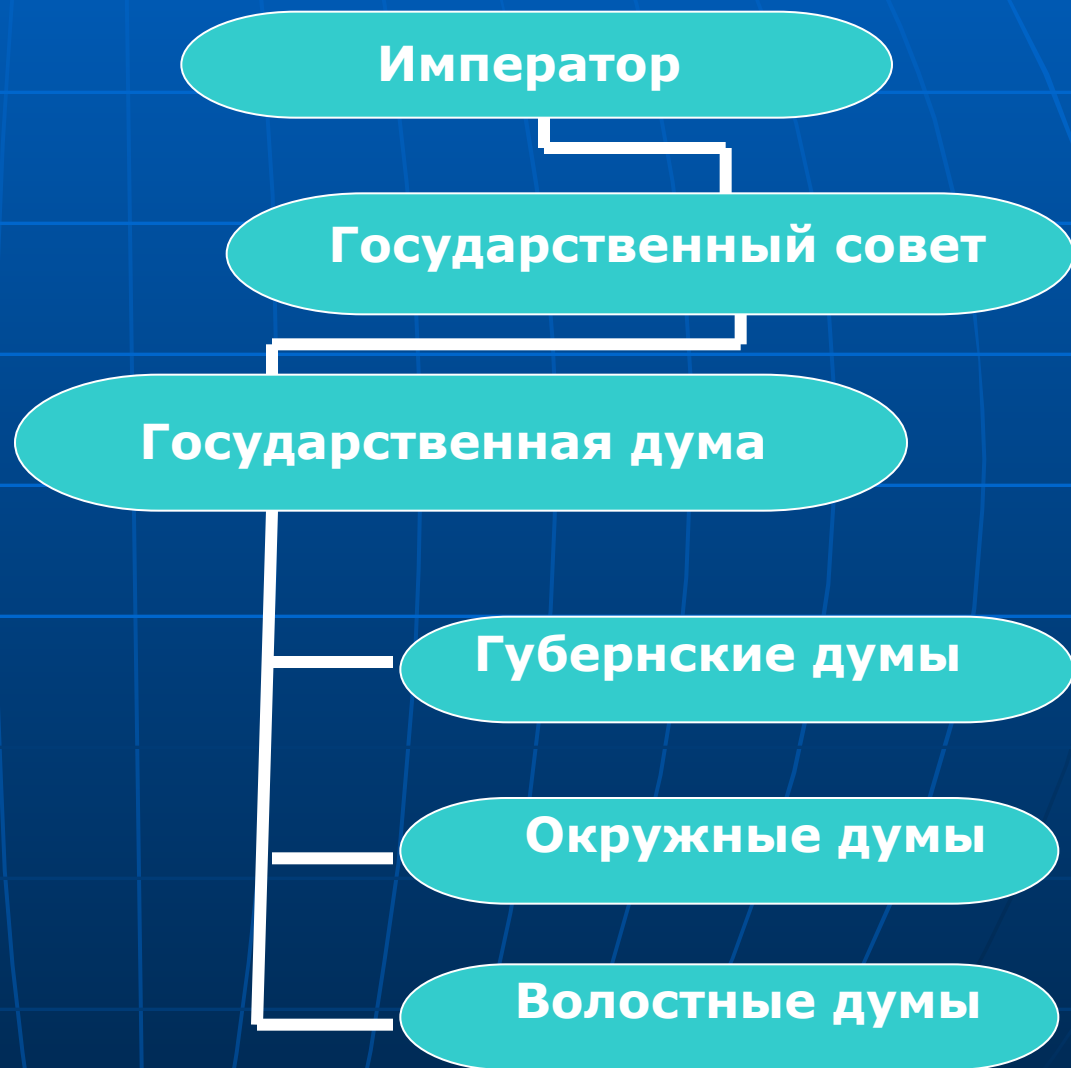 Император
Государственный совет
Государственная дума
Губернские думы
Окружные думы
Волостные думы